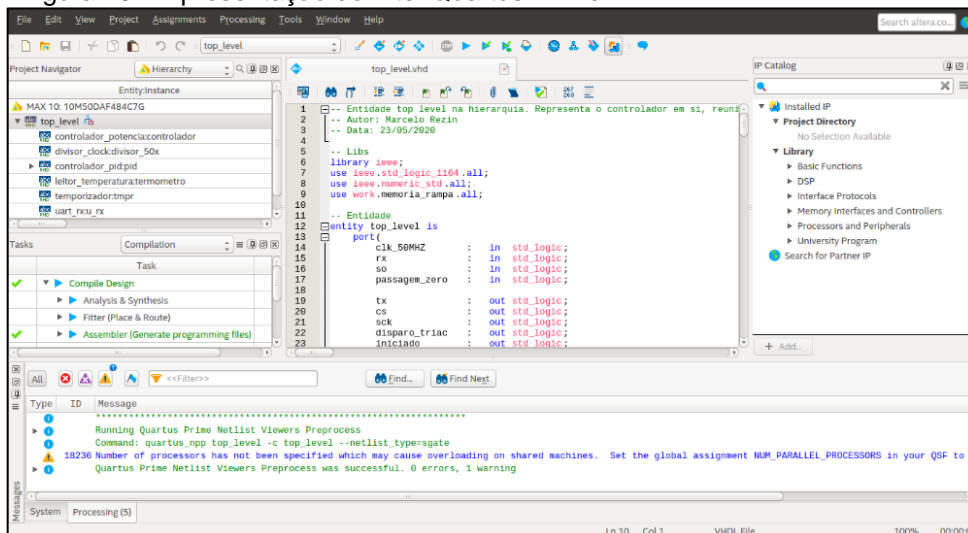 File Edit View Project Assignments Processing Tools Window Help
Search altera.co...
top_level
Project Navigator
Hierarchy
Entity:Instance
MAX 10: 10M50DAF484C7G
top_level
controlador_potencia:controlador
divisor_clock:divisor_50x
controlador_pid:pid
leitor_temperatura:termometro
temporizador:tmpr
uart_rx:u_rx
Tasks
Compilation
Task
Compile Design
Analysis & Synthesis
Fitter (Place & Route)
Assembler (Generate programming files)
top_level.vhd
267
268
1 -- Entidade top level na hierarquia. Representa o controlador em si, reuni
2 -- Autor: Marcelo Rezin
3 -- Data: 23/05/2020
4
5 -- Libs
6 library ieee;
7 use ieee.std_logic_1164.all;
8 use ieee.numeric_std.all;
9 use work.memoria_rampa.all;
10
11 -- Entidade
12 entity top_level is
13 port(
14 clk_50MHZ : in std_logic;
15 rx : in std_logic;
16 so : in std_logic;
17 passagem_zero : in std_logic;
18
19 tx : out std_logic;
20 cs : out std_logic;
21 sck : out std_logic;
22 disparo_triac : out std_logic;
23 iniciado : out std_logic;
IP Catalog
Installed IP
Project Directory
No Selection Available
Library
Basic Functions
DSP
Interface Protocols
Memory Interfaces and Controllers
Processors and Peripherals
University Program
Search for Partner IP
+ Add...
All
<<Filter>>
Find...
Find Next
Type ID Message
*******************************************************************
Running Quartus Prime Netlist Viewers Preprocess
Command: quartus_npp top_level -c top_level --netlist_type=sgate
18236 Number of processors has not been specified which may cause overloading on shared machines. Set the global assignment NUM_PARALLEL_PROCESSORS in your QSF to
Quartus Prime Netlist Viewers Preprocess was successful. 0 errors, 1 warning
Messages
System Processing (5)
Ln 10 Col 1 VHDL File 100% 00:00:0